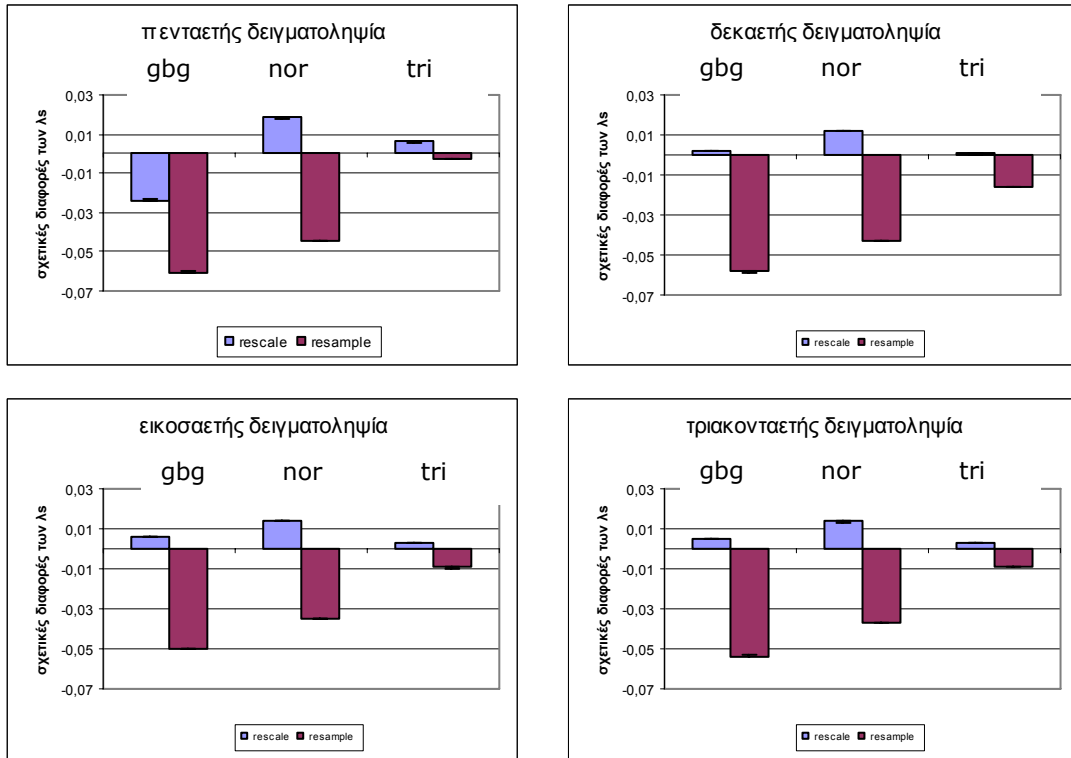 πενταετής δειγματοληψία
gbg nor tri
0,03
0,01
-0,01
-0,03
-0,05
-0,07
σχετικές διαφορές των λs
rescale resample
δεκαετής δειγματοληψία
gbg nor tri
0,03
0,01
-0,01
-0,03
-0,05
-0,07
σχετικές διαφορές των λs
rescale resample
εικοσαετής δειγματοληψία
gbg nor tri
0,03
0,01
-0,01
-0,03
-0,05
-0,07
σχετικές διαφορές των λs
rescale resample
τριακονταετής δειγματοληψία
gbg nor tri
0,03
0,01
-0,01
-0,03
-0,05
-0,07
σχετικές διαφορές των λs
rescale resample